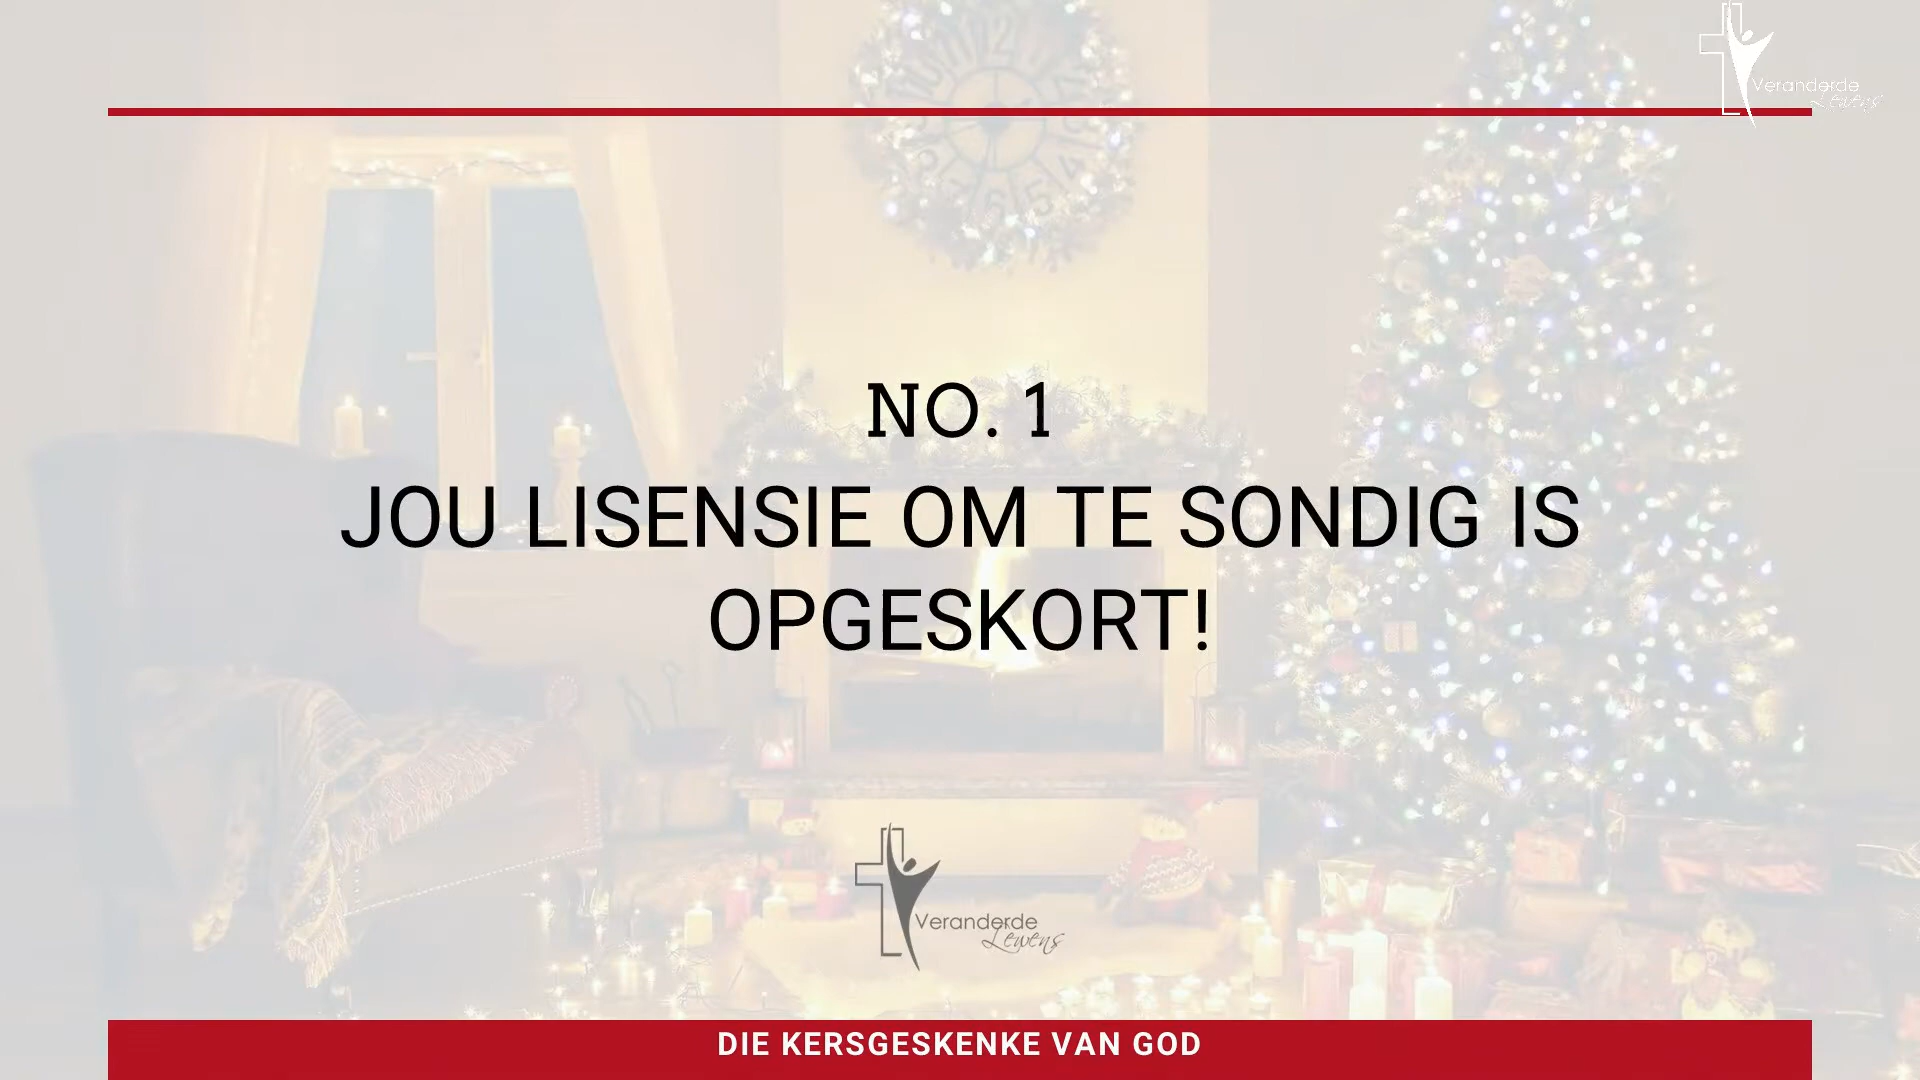 Veranderde
Lewens
NO. 1
JOU LISENSIE OM TE SONDIG IS
OPGESKORT!
Veranderde
Lewens
DIE KERSGESKENKE VAN GOD